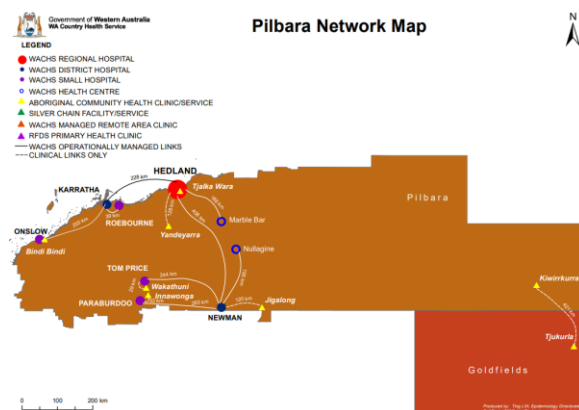 Government of Western Australia
WA Country Health Service
Pilbara Network Map
N
LEGEND
WACHS REGIONAL HOSPITAL
WACHS DISTRICT HOSPITAL
WACHS SMALL HOSPITAL
WACHS HEALTH CENTRE
ABORIGINAL COMMUNITY HEALTH CLINIC/SERVICE
SILVER CHAIN FACILITY/SERVICE
WACHS MANAGED REMOTE AREA CLINIC
RFDS PRIMARY HEALTH CLINIC
WACHS OPERATIONALLY MANAGED LINKS
CLINICAL LINKS ONLY
HEDLAND
228 km
KARRATHA
Tjalka Wara
Pilbara
ROEBOURNE
Marble Bar
ONSLOW
Yandeyarra
Bindi Bindi
Nullagine
TOM PRICE
244 km
Wakathuni
Kiwirrkurra
Innawonga
PARABURDOO
Jigalong
NEWMAN
Tjukurla
Goldfields
0 100 200 km